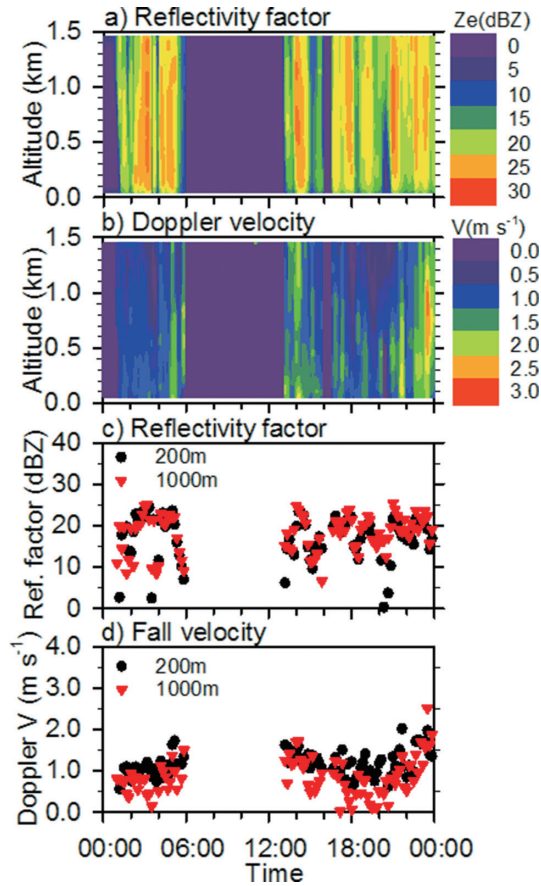 a) Reflectivity factor
Ze(dBZ)
1.5
1.0
0.5
0.0
Altitude (km)
0
5
10
15
20
25
30
b) Doppler velocity
V(m s⁻¹)
1.5
1.0
0.5
0.0
Altitude (km)
0.0
0.5
1.0
1.5
2.0
2.5
3.0
c) Reflectivity factor
40
30
20
10
0
Ref. factor (dBZ)
200m
1000m
d) Fall velocity
4.0
3.0
2.0
1.0
0.0
Doppler V (m s⁻¹)
200m
1000m
00:00 06:00 12:00 18:00 00:00
Time